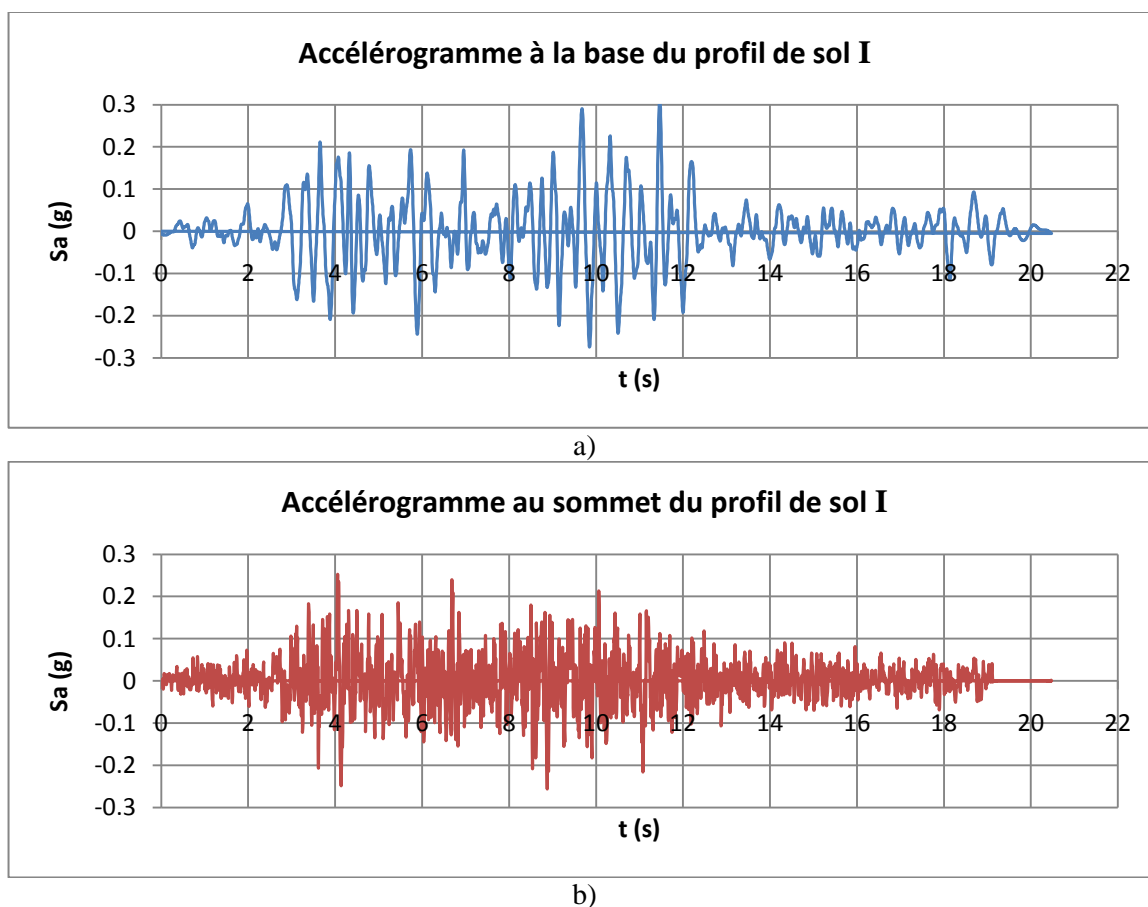 Accélérogramme à la base du profil de sol I
0.3
0.2
0.1
0
-0.1
-0.2
-0.3
Sa (g)
0 2 4 6 8 10 12 14 16 18 20 22
t (s)
a)
Accélérogramme au sommet du profil de sol I
0.3
0.2
0.1
0
-0.1
-0.2
-0.3
Sa (g)
0 2 4 6 8 10 12 14 16 18 20 22
t (s)
b)